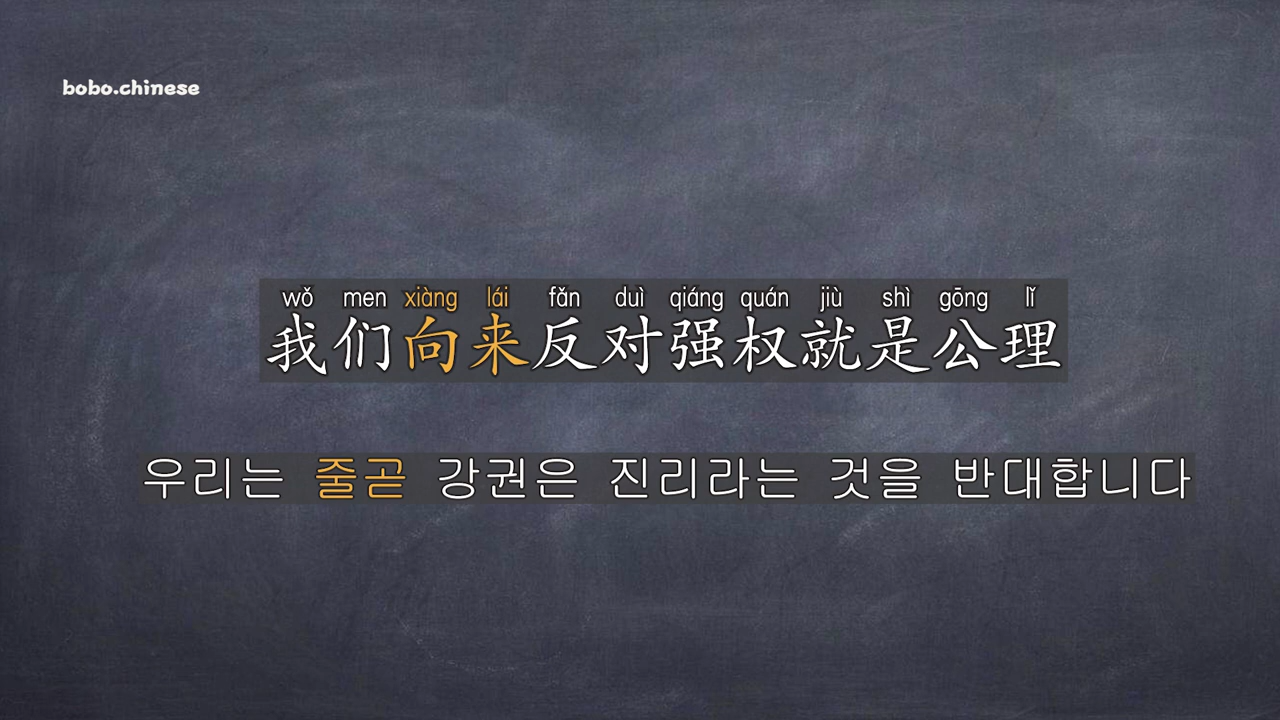 bobo.chinese
wǒ men xiàng lái fǎn duì qiáng quán jiù shì gōng lǐ
我们向来反对强权就是公理
우리는 줄곧 강권은 진리라는 것을 반대합니다